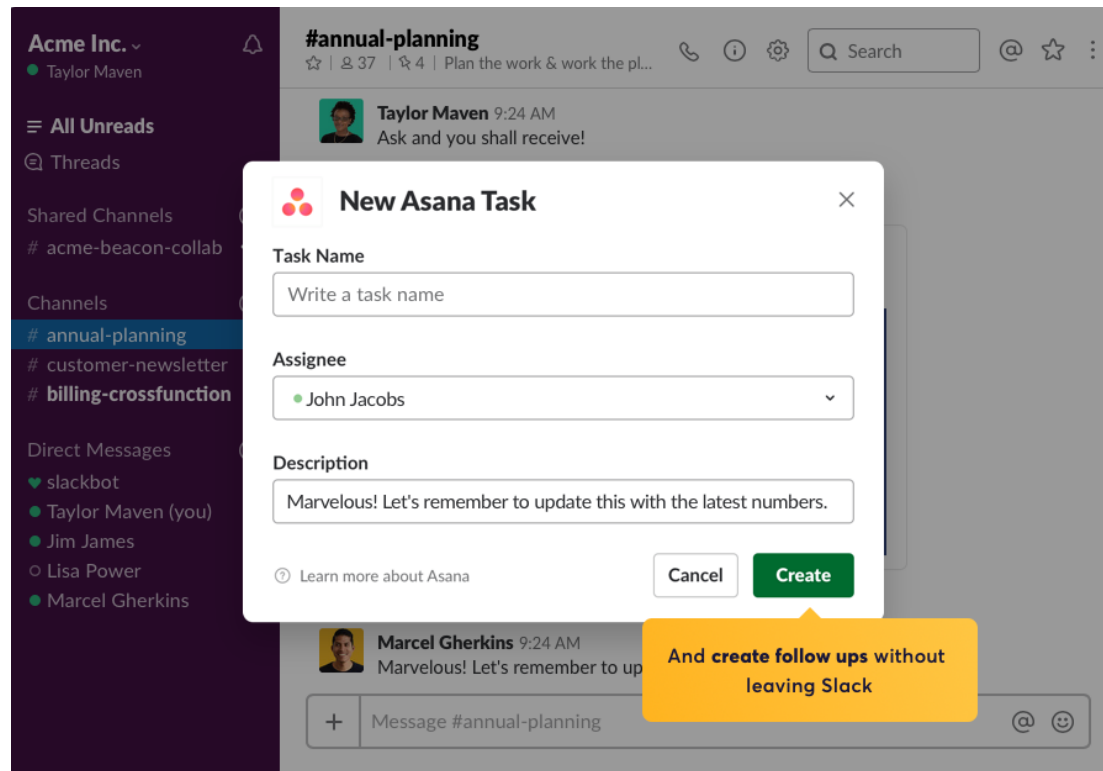 Acme Inc.
Taylor Maven
All Unreads
Threads
Shared Channels
# acme-beacon-collab
Channels
# annual-planning
# customer-newsletter
# billing-crossfunction
Direct Messages
slackbot
Taylor Maven (you)
Jim James
Lisa Power
Marcel Gherkins
#annual-planning
37 | 4 | Plan the work & work the pl...
Search
Taylor Maven 9:24 AM
Ask and you shall receive!
New Asana Task
Task Name
Write a task name
Assignee
John Jacobs
Description
Marvelous! Let's remember to update this with the latest numbers.
Learn more about Asana
Cancel
Create
And create follow ups without
leaving Slack
Marcel Gherkins 9:24 AM
Marvelous! Let's remember to up
Message #annual-planning